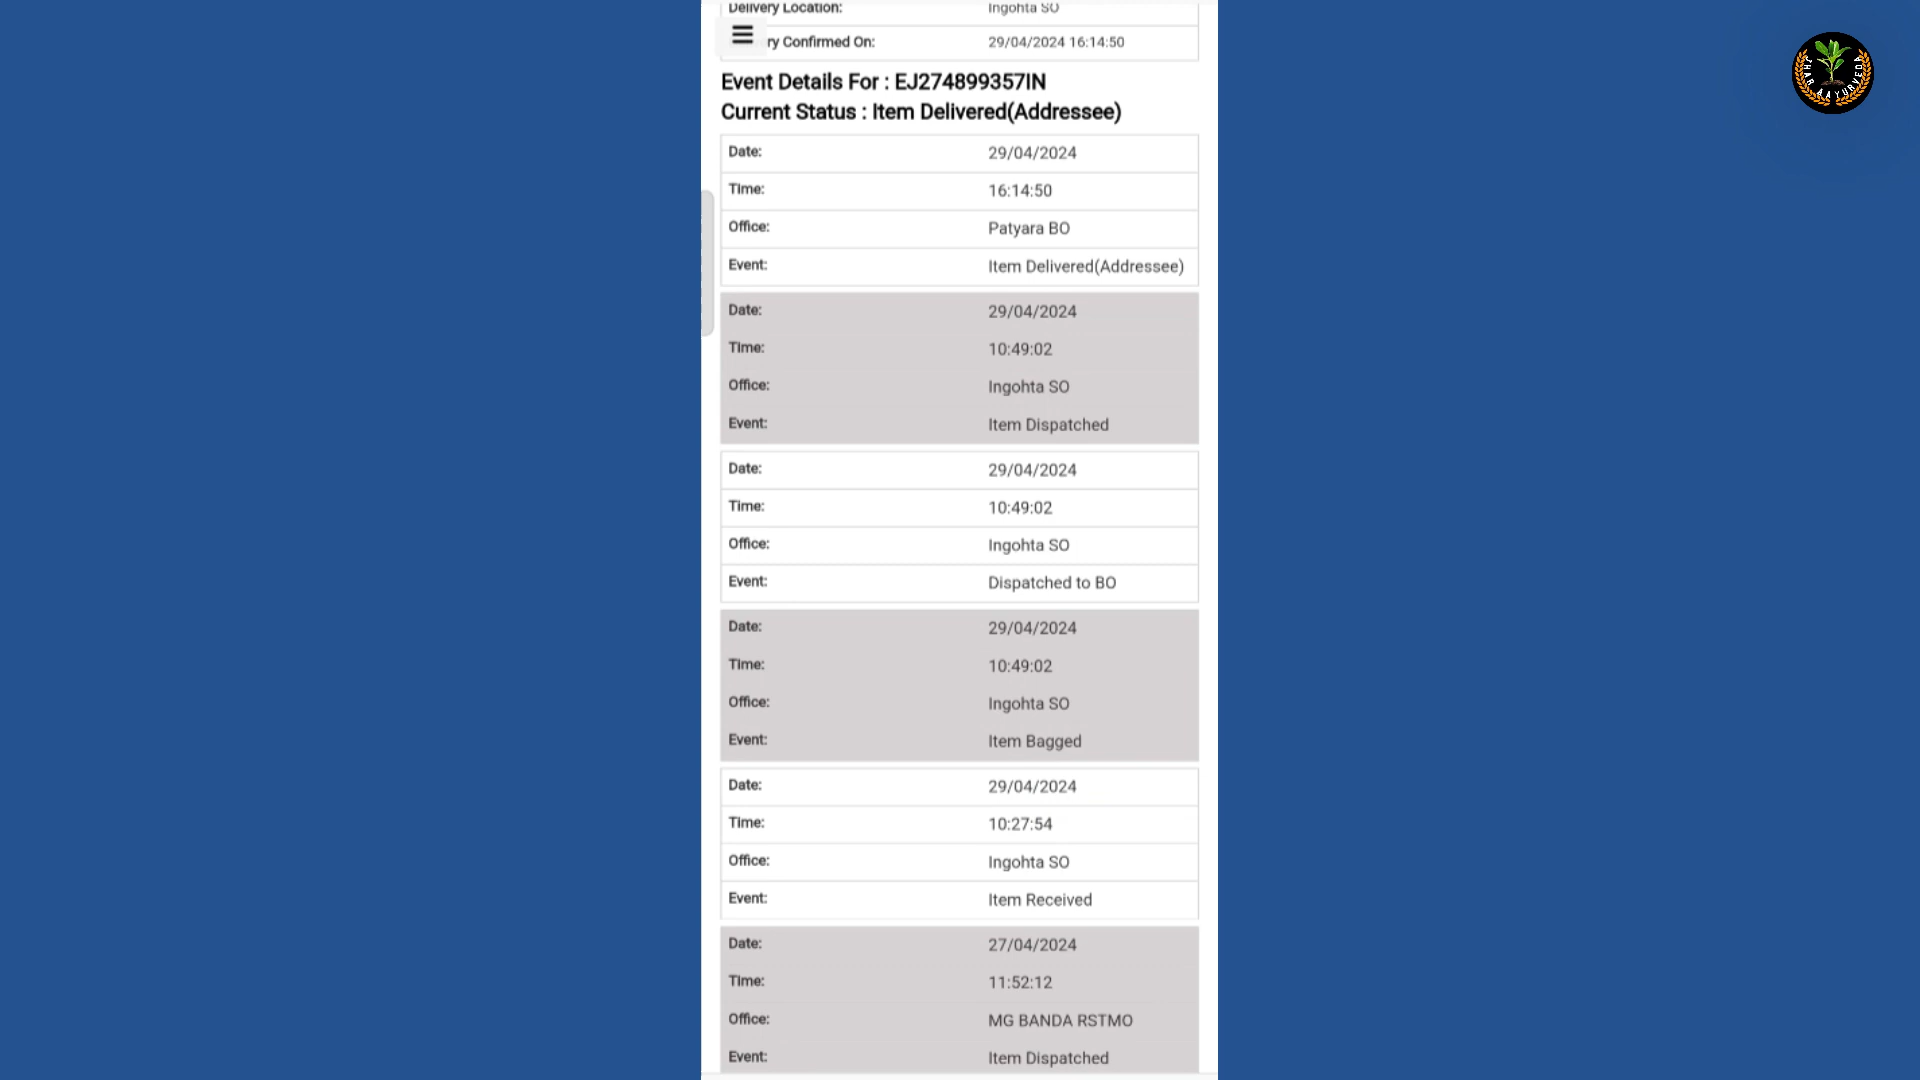 Delivery Location: Ingohta SO
ry Confirmed On: 29/04/2024 16:14:50
Event Details For : EJ274899357IN
Current Status : Item Delivered(Addressee)
Date: 29/04/2024
Time: 16:14:50
Office: Patyara BO
Event: Item Delivered(Addressee)
Date: 29/04/2024
Time: 10:49:02
Office: Ingohta SO
Event: Item Dispatched
Date: 29/04/2024
Time: 10:49:02
Office: Ingohta SO
Event: Dispatched to BO
Date: 29/04/2024
Time: 10:49:02
Office: Ingohta SO
Event: Item Bagged
Date: 29/04/2024
Time: 10:27:54
Office: Ingohta SO
Event: Item Received
Date: 27/04/2024
Time: 11:52:12
Office: MG BANDA RSTMO
Event: Item Dispatched
JHAR AAYURVEDA